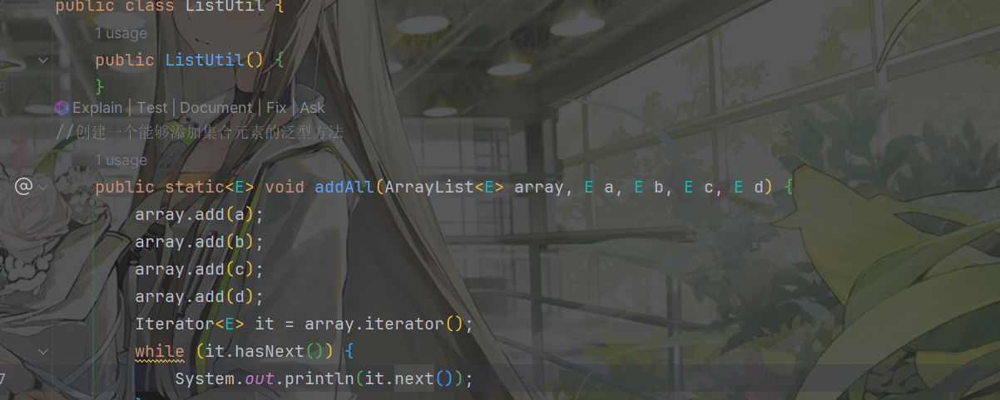 public class ListUtil {
1 usage
public ListUtil() {
}
Explain | Test | Document | Fix | Ask
//创建一个能够添加集合元素的泛型方法
1 usage
@ public static<E> void addAll(ArrayList<E> array, E a, E b, E c, E d) {
array.add(a);
array.add(b);
array.add(c);
array.add(d);
Iterator<E> it = array.iterator();
while (it.hasNext()) {
System.out.println(it.next());